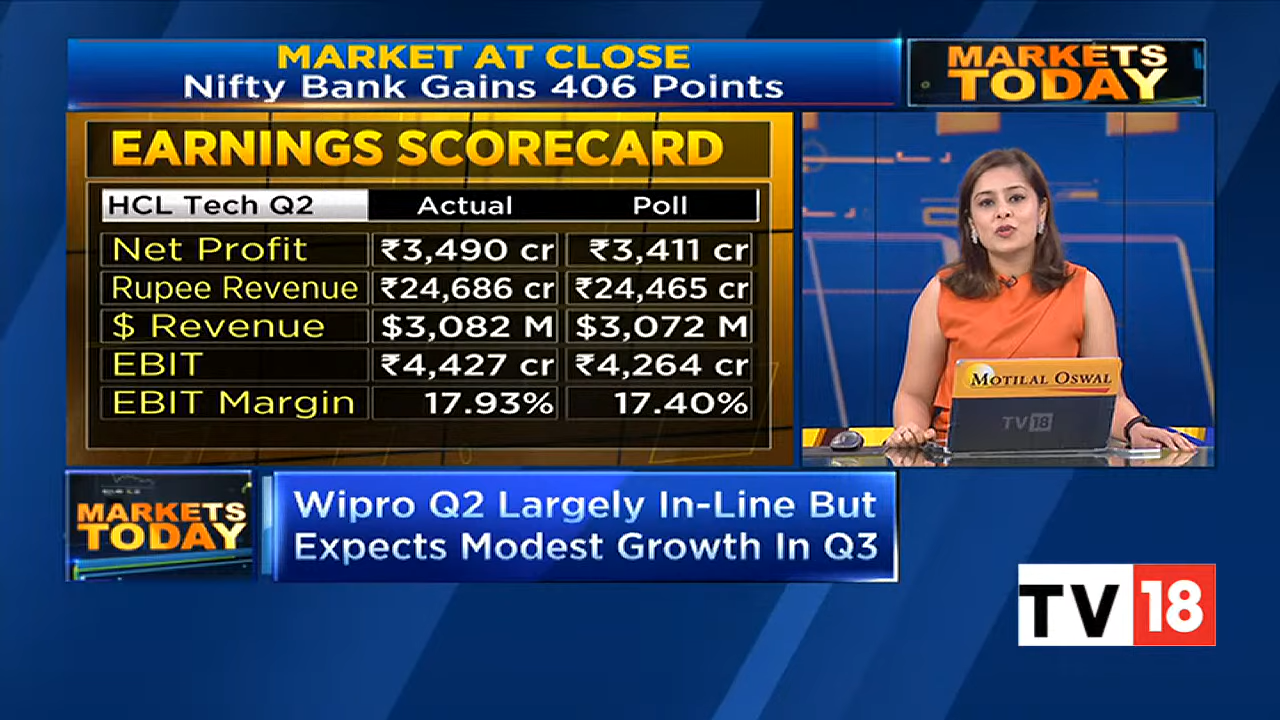 MARKET AT CLOSE
Nifty Bank Gains 406 Points
MARKETS
TODAY
EARNINGS SCORECARD
HCL Tech Q2 Actual Poll
Net Profit ₹3,490 cr ₹3,411 cr
Rupee Revenue ₹24,686 cr ₹24,465 cr
$ Revenue $3,082 M $3,072 M
EBIT ₹4,427 cr ₹4,264 cr
EBIT Margin 17.93% 17.40%
MOTILAL OSWAL
TV18
MARKETS
TODAY
Wipro Q2 Largely In-Line But
Expects Modest Growth In Q3
TV18